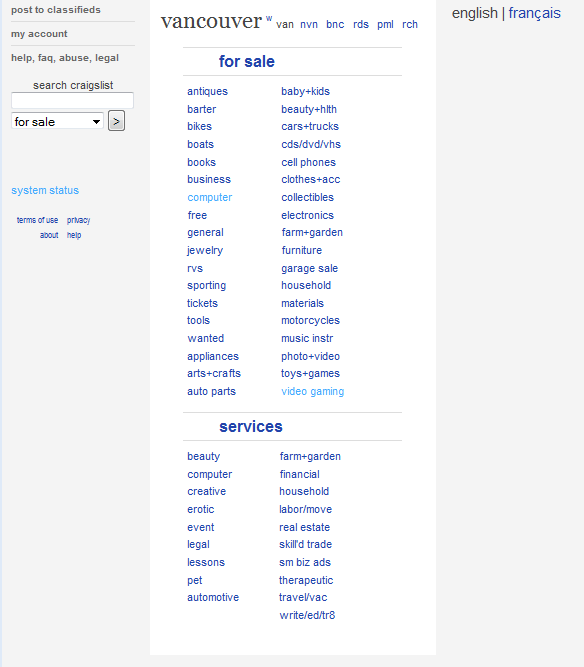 post to classifieds
my account
help, faq, abuse, legal
search craigslist
for sale >
system status
terms of use privacy
about help
vancouver w van nvn bnc rds pml rch
for sale
antiques baby+kids
barter beauty+hlth
bikes cars+trucks
boats cds/dvd/vhs
books cell phones
business clothes+acc
computer collectibles
free electronics
general farm+garden
jewelry furniture
rvs garage sale
sporting household
tickets materials
tools motorcycles
wanted music instr
appliances photo+video
arts+crafts toys+games
auto parts video gaming
services
beauty farm+garden
computer financial
creative household
erotic labor/move
event real estate
legal skill'd trade
lessons sm biz ads
pet therapeutic
automotive travel/vac
write/ed/tr8
english | français